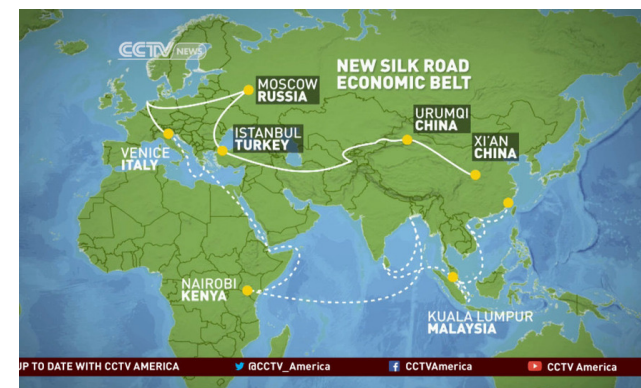 CCTV NEWS
NEW SILK ROAD
ECONOMIC BELT
MOSCOW
RUSSIA
URUMQI
CHINA
ISTANBUL
TURKEY
XI'AN
CHINA
VENICE
ITALY
NAIROBI
KENYA
KUALA LUMPUR
MALAYSIA
UP TO DATE WITH CCTV AMERICA @CCTV_America CCTVAmerica CCTV America